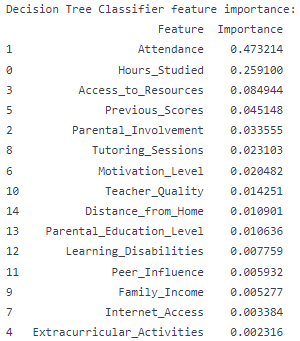 Decision Tree Classifier feature importance:
Feature Importance
1 Attendance 0.473214
0 Hours_Studied 0.259100
3 Access_to_Resources 0.084944
5 Previous_Scores 0.045148
2 Parental_Involvement 0.033555
8 Tutoring_Sessions 0.023103
6 Motivation_Level 0.020482
10 Teacher_Quality 0.014251
14 Distance_from_Home 0.010901
13 Parental_Education_Level 0.010636
12 Learning_Disabilities 0.007759
11 Peer_Influence 0.005932
9 Family_Income 0.005277
7 Internet_Access 0.003384
4 Extracurricular_Activities 0.002316